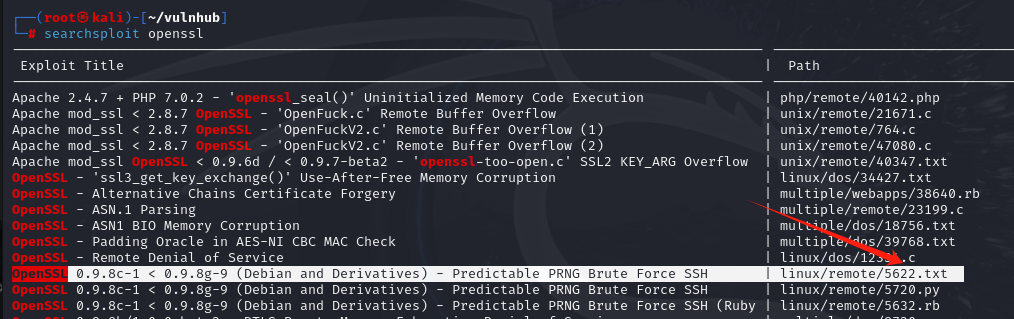 ┌──(root㉿kali)-[~/vulnhub]
└─# searchsploit openssl
Exploit Title | Path
Apache 2.4.7 + PHP 7.0.2 - 'openssl_seal()' Uninitialized Memory Code Execution | php/remote/40142.php
Apache mod_ssl < 2.8.7 OpenSSL - 'OpenFuck.c' Remote Buffer Overflow | unix/remote/21671.c
Apache mod_ssl < 2.8.7 OpenSSL - 'OpenFuckV2.c' Remote Buffer Overflow (1) | unix/remote/764.c
Apache mod_ssl < 2.8.7 OpenSSL - 'OpenFuckV2.c' Remote Buffer Overflow (2) | unix/remote/47080.c
Apache mod_ssl OpenSSL < 0.9.6d / < 0.9.7-beta2 - 'openssl-too-open.c' SSL2 KEY_ARG Overflow | unix/remote/40347.txt
OpenSSL - 'ssl3_get_key_exchange()' Use-After-Free Memory Corruption | linux/dos/34427.txt
OpenSSL - Alternative Chains Certificate Forgery | multiple/webapps/38640.rb
OpenSSL - ASN.1 Parsing | multiple/remote/23199.c
OpenSSL - ASN1 BIO Memory Corruption | multiple/dos/18756.txt
OpenSSL - Padding Oracle in AES-NI CBC MAC Check | multiple/dos/39768.txt
OpenSSL - Remote Denial of Service |
OpenSSL 0.9.8c-1 < 0.9.8g-9 (Debian and Derivatives) - Predictable PRNG Brute Force SSH | linux/remote/5622.txt
OpenSSL 0.9.8c-1 < 0.9.8g-9 (Debian and Derivatives) - Predictable PRNG Brute Force SSH | linux/remote/5720.py
OpenSSL 0.9.8c-1 < 0.9.8g-9 (Debian and Derivatives) - Predictable PRNG Brute Force SSH (Ruby | linux/remote/5632.rb